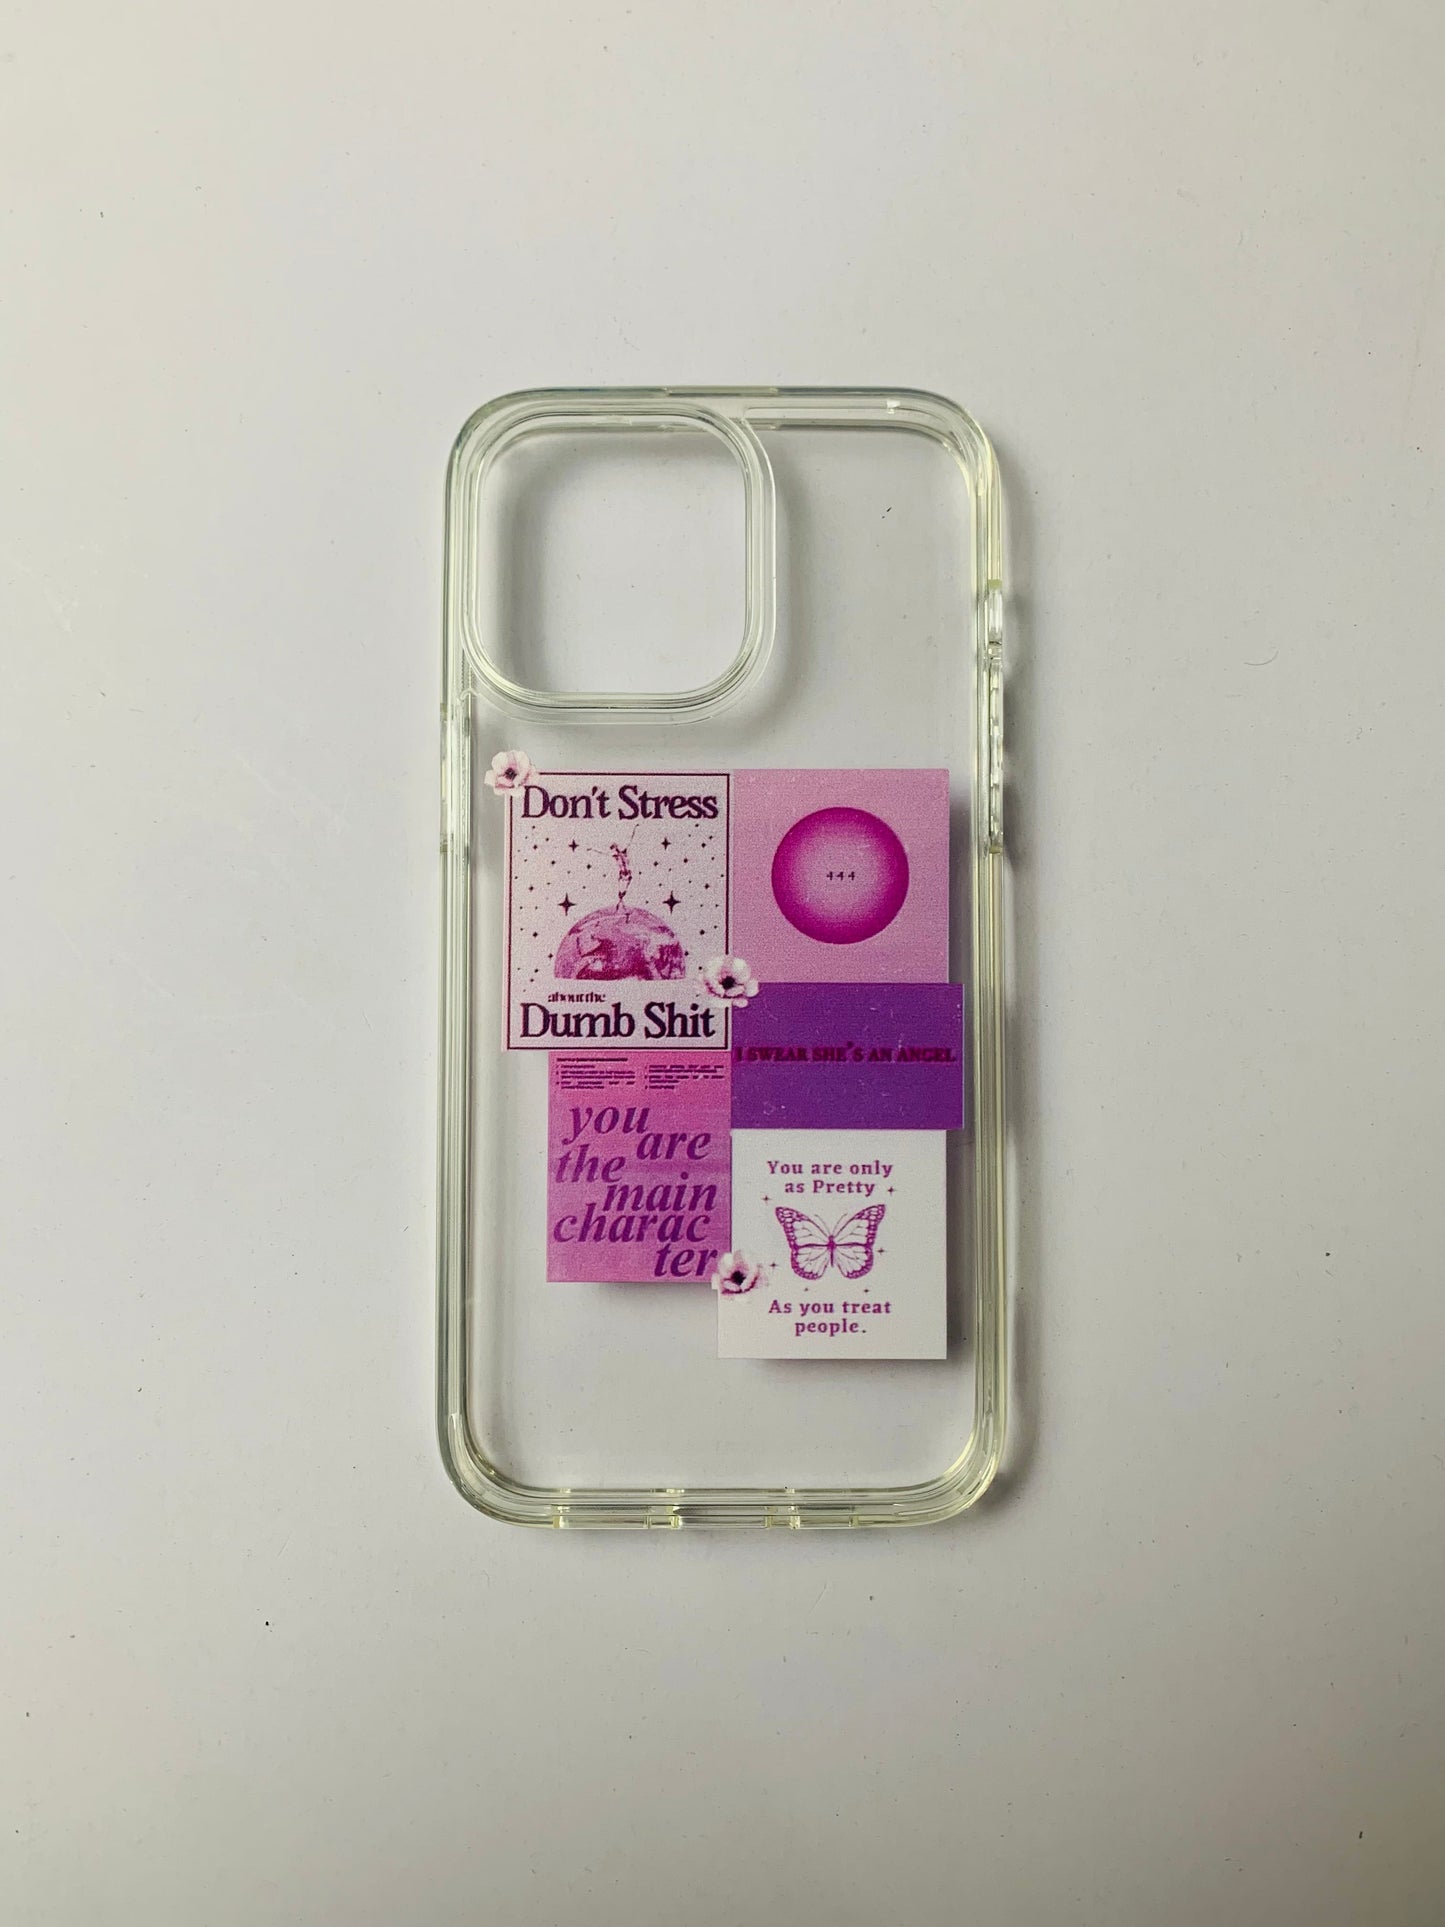 Don't Stress
about the
Dumb Shit
444
I SWEAR SHE'S AN ANGEL
you
are
the
main
charac
ter
You are only
as Pretty
As you treat
people.